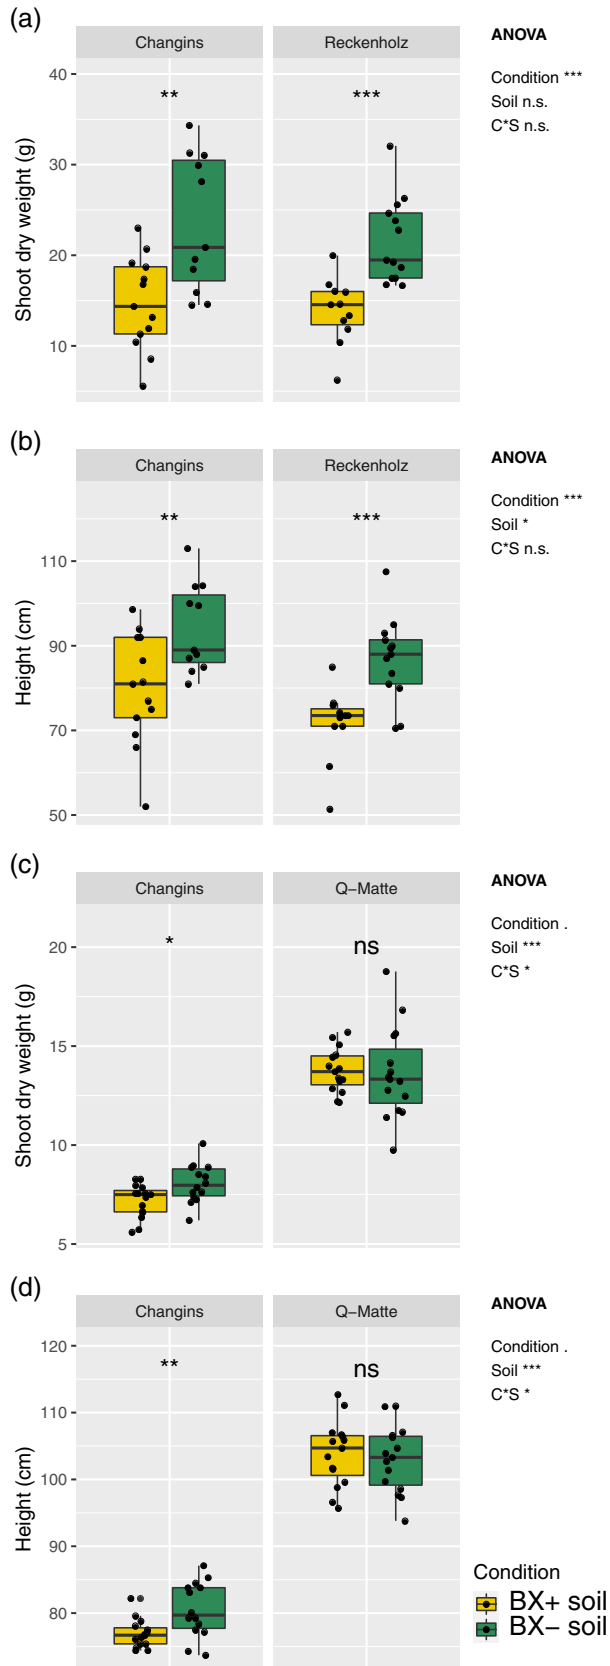 (a)
Changins
Reckenholz
ANOVA
Condition ***
Soil n.s.
C*S n.s.
**
***
Shoot dry weight (g)
40
30
20
10
(b)
Changins
Reckenholz
ANOVA
Condition ***
Soil *
C*S n.s.
**
***
Height (cm)
110
90
70
50
(c)
Changins
Q−Matte
ANOVA
Condition .
Soil ***
C*S *
*
ns
Shoot dry weight (g)
20
15
10
5
(d)
Changins
Q−Matte
ANOVA
Condition .
Soil ***
C*S *
**
ns
Height (cm)
120
110
100
90
80
Condition
BX+ soil
BX− soil